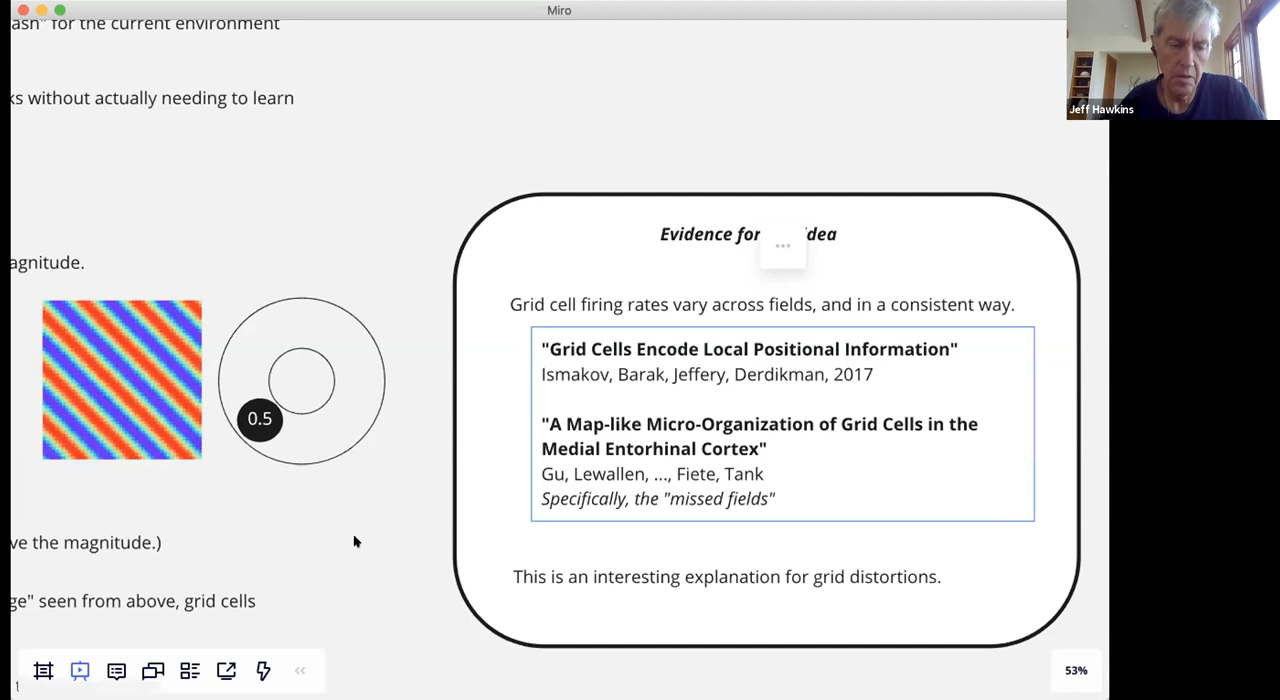 Miro
ash" for the current environment
ks without actually needing to learn
Jeff Hawkins
Evidence for idea
agnitude.
Grid cell firing rates vary across fields, and in a consistent way.
"Grid Cells Encode Local Positional Information"
Ismakov, Barak, Jeffery, Derdikman, 2017
0.5
"A Map-like Micro-Organization of Grid Cells in the
Medial Entorhinal Cortex"
Gu, Lewallen, ..., Fiete, Tank
Specifically, the "missed fields"
ve the magnitude.)
This is an interesting explanation for grid distortions.
ge" seen from above, grid cells
53%